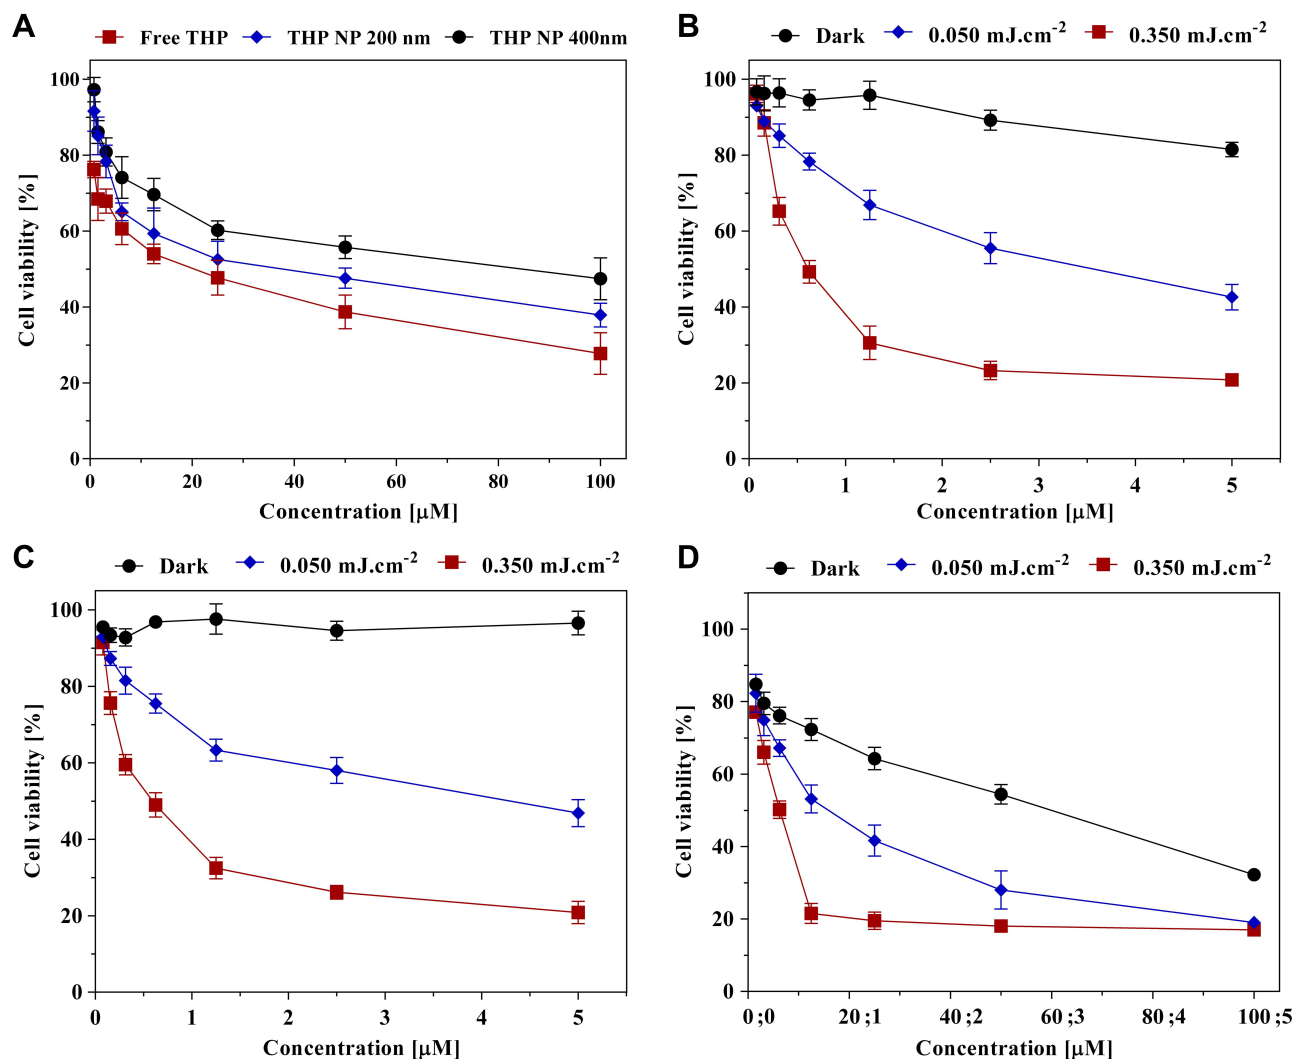 A
Free THP THP NP 200 nm THP NP 400nm
100
80
60
40
20
0
Cell viability [%]
0 20 40 60 80 100
Concentration [μM]
B
Dark 0.050 mJ.cm-2 0.350 mJ.cm-2
100
80
60
40
20
0
Cell viability [%]
0 1 2 3 4 5
Concentration [μM]
C
Dark 0.050 mJ.cm-2 0.350 mJ.cm-2
100
80
60
40
20
0
Cell viability [%]
0 1 2 3 4 5
Concentration [μM]
D
Dark 0.050 mJ.cm-2 0.350 mJ.cm-2
100
80
60
40
20
0
Cell viability [%]
0;0 20;1 40;2 60;3 80;4 100;5
Concentration [μM]